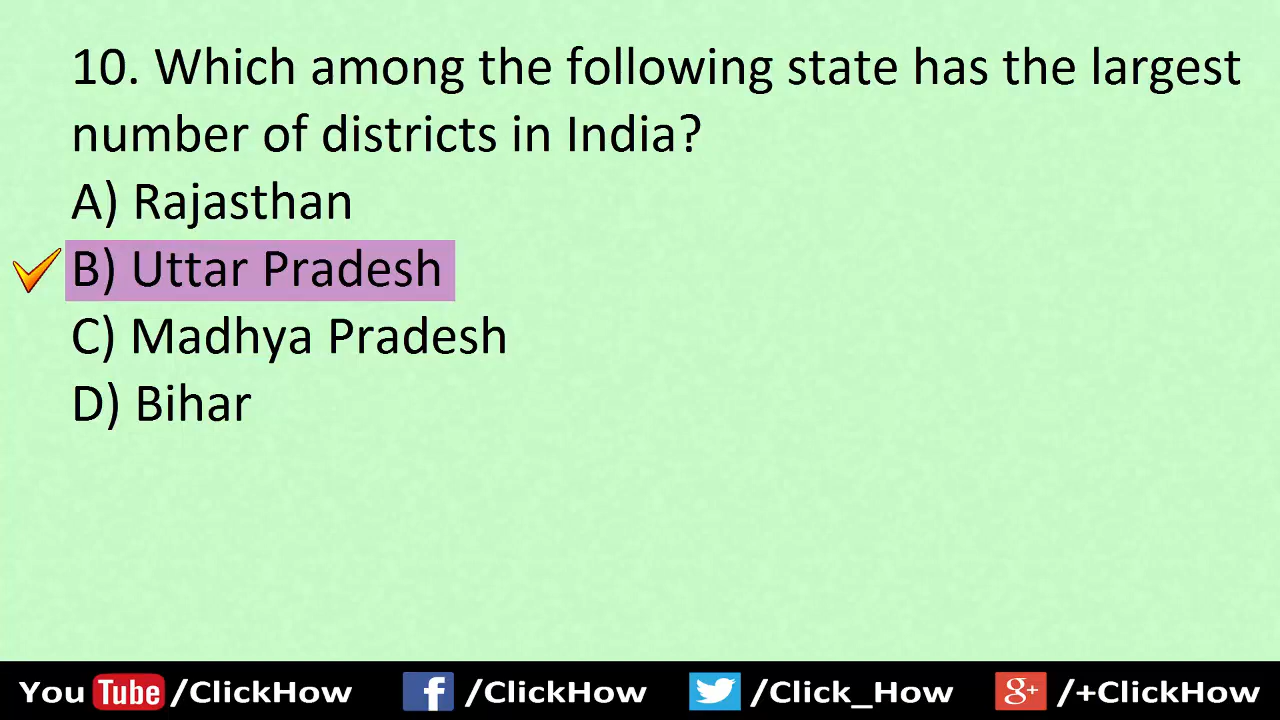 10. Which among the following state has the largest
number of districts in India?
A) Rajasthan
B) Uttar Pradesh
C) Madhya Pradesh
D) Bihar
You Tube /ClickHow f /ClickHow /Click_How g+ /+ClickHow